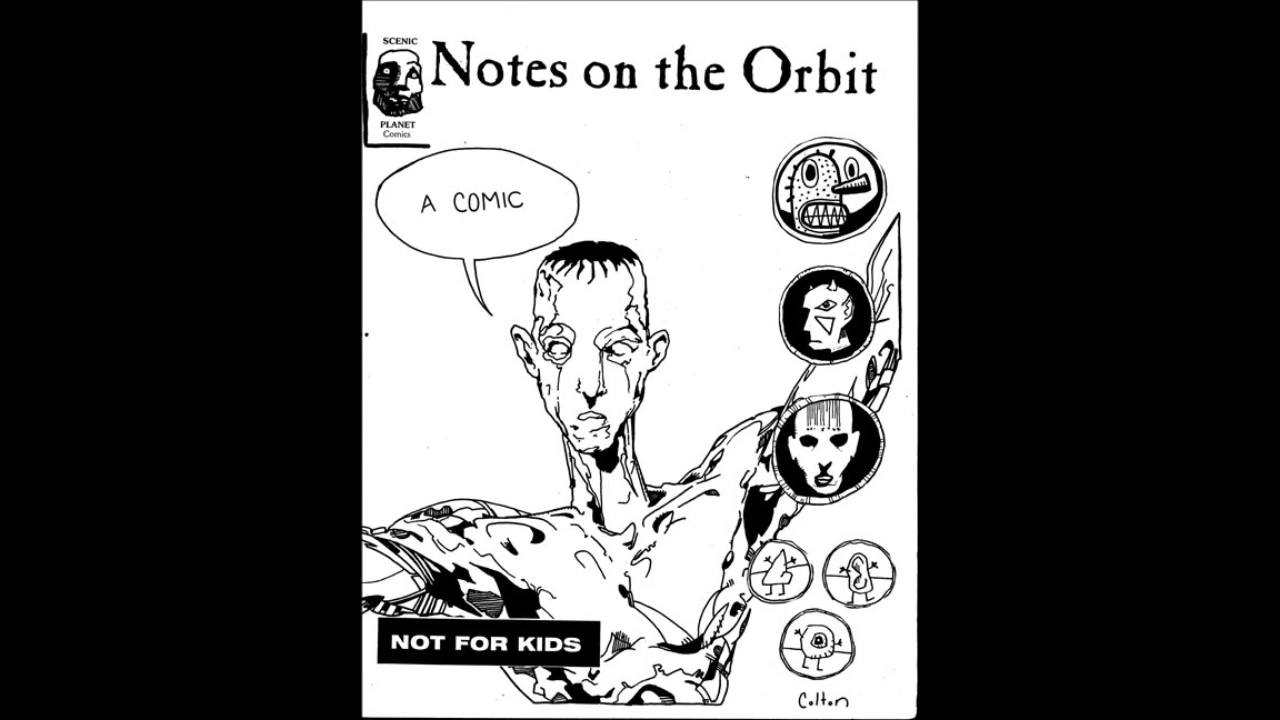 SCENIC
PLANET
Comics
Notes on the Orbit
A COMIC
NOT FOR KIDS
Colton